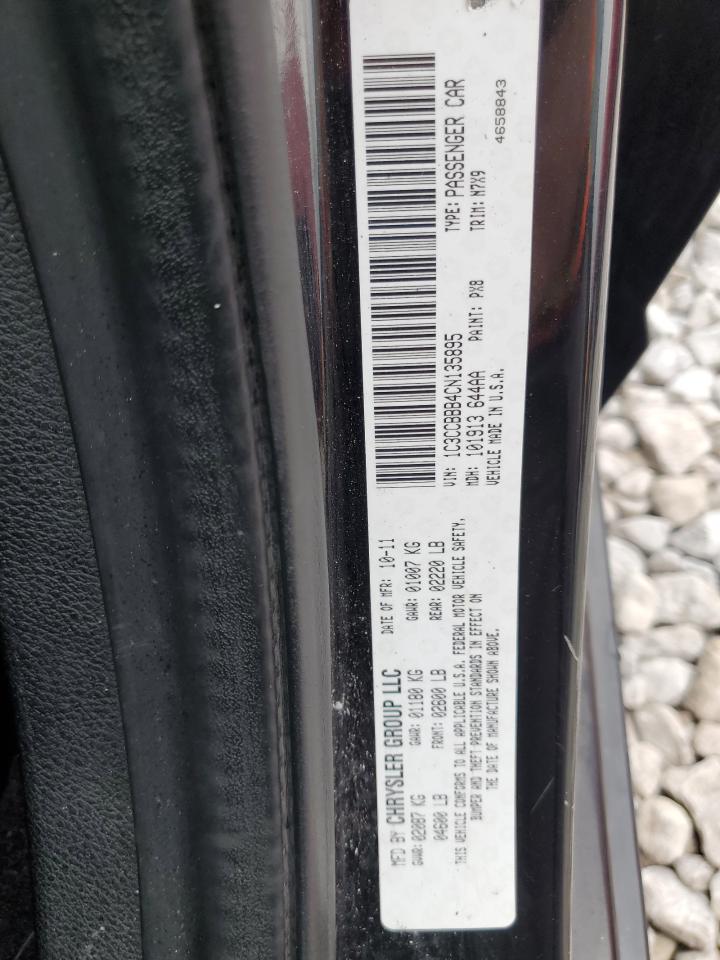 MFD BY CHRYSLER GROUP LLC
DATE OF MFR: 10-11
GVWR: 02087 KG
GAWR: 01180 KG
GAWR: 01007 KG
04600 LB
FRONT: 02600 LB
REAR: 02220 LB
THIS VEHICLE CONFORMS TO ALL APPLICABLE U.S.A. FEDERAL MOTOR VEHICLE SAFETY,
BUMPER AND THEFT PREVENTION STANDARDS IN EFFECT ON
THE DATE OF MANUFACTURE SHOWN ABOVE.
VIN: 1C3CCBBB4CN135895
TYPE: PASSENGER CAR
MDH: 101913 644AA
PAINT: PX8
TRIM: N7X9
VEHICLE MADE IN U.S.A.
4658843